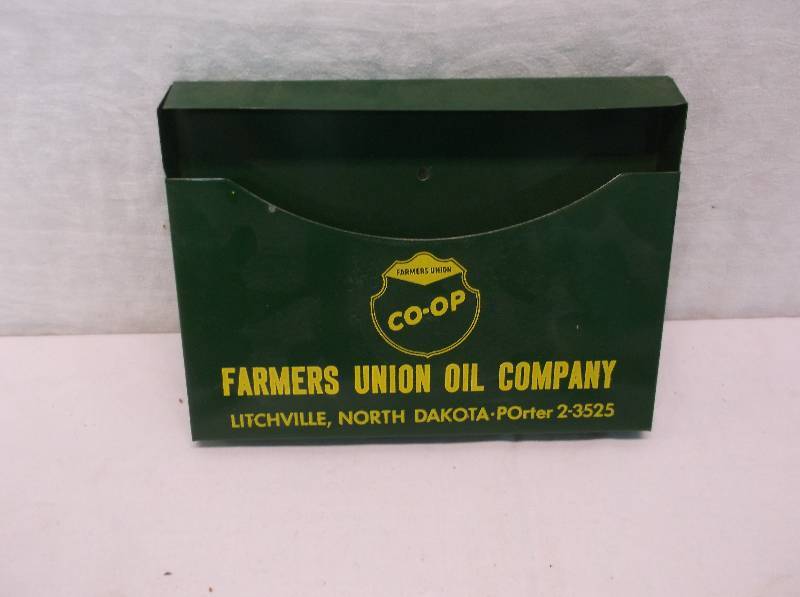 FARMERS UNION
CO-OP
FARMERS UNION OIL COMPANY
LITCHVILLE, NORTH DAKOTA·POrter 2-3525